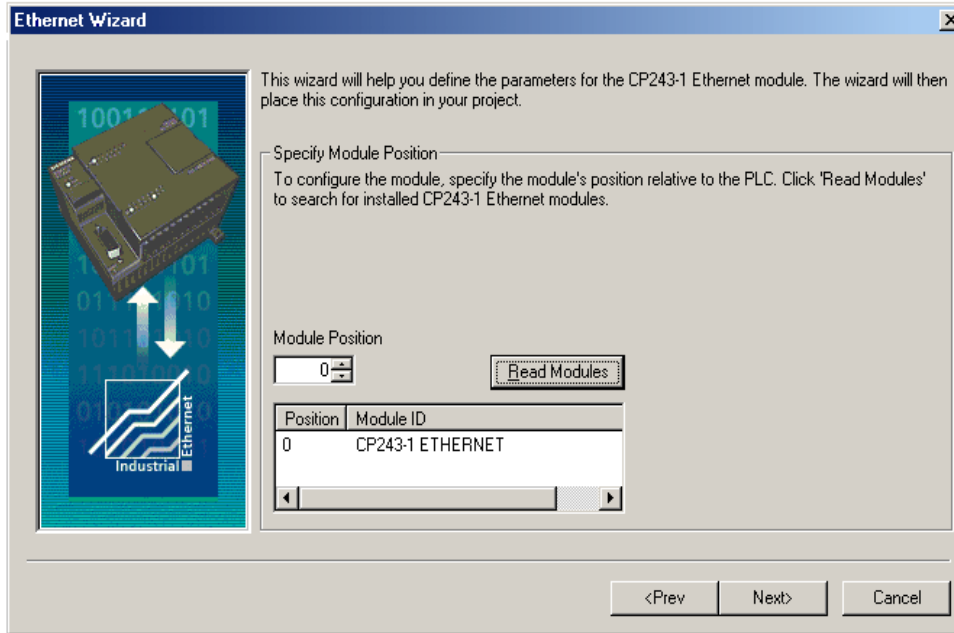 Ethernet Wizard
This wizard will help you define the parameters for the CP243-1 Ethernet module. The wizard will then
place this configuration in your project.
Specify Module Position
To configure the module, specify the module's position relative to the PLC. Click 'Read Modules'
to search for installed CP243-1 Ethernet modules.
Module Position
0
Read Modules
Position Module ID
0 CP243-1 ETHERNET
Industrial
Ethernet
<Prev
Next>
Cancel